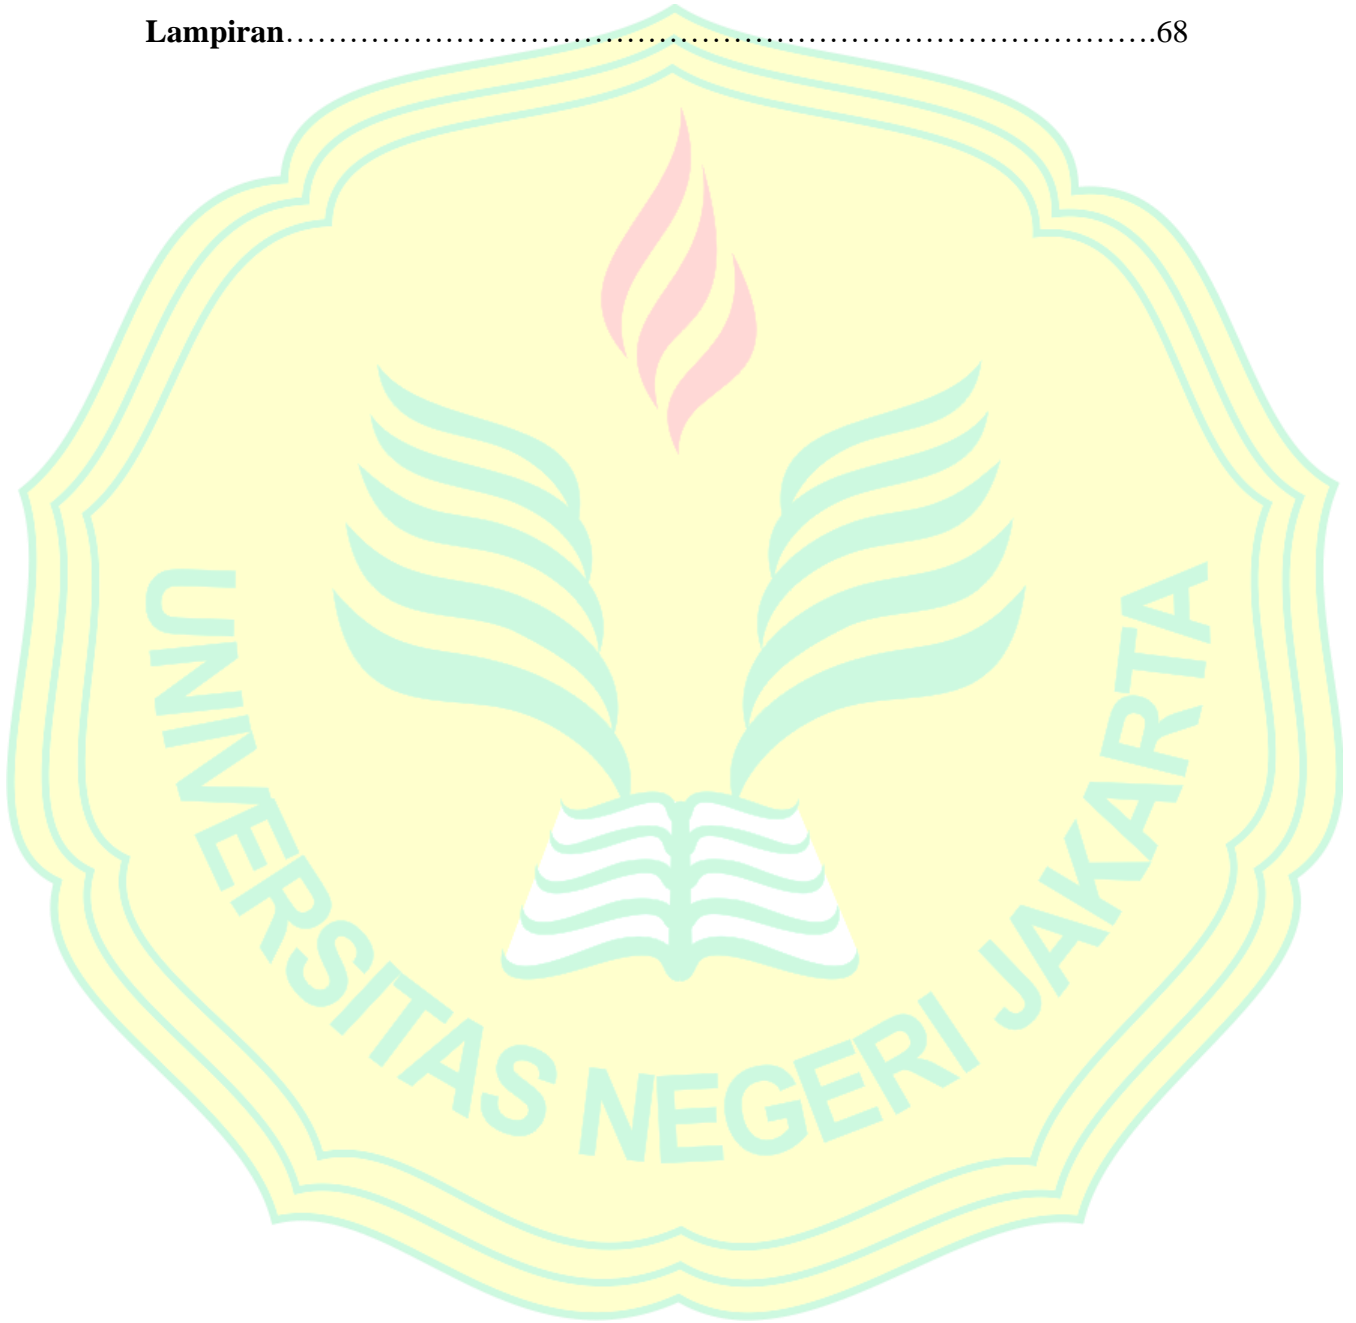 Lampiran……………………………………………………………………….68
UNIVERSITAS NEGERI JAKARTA